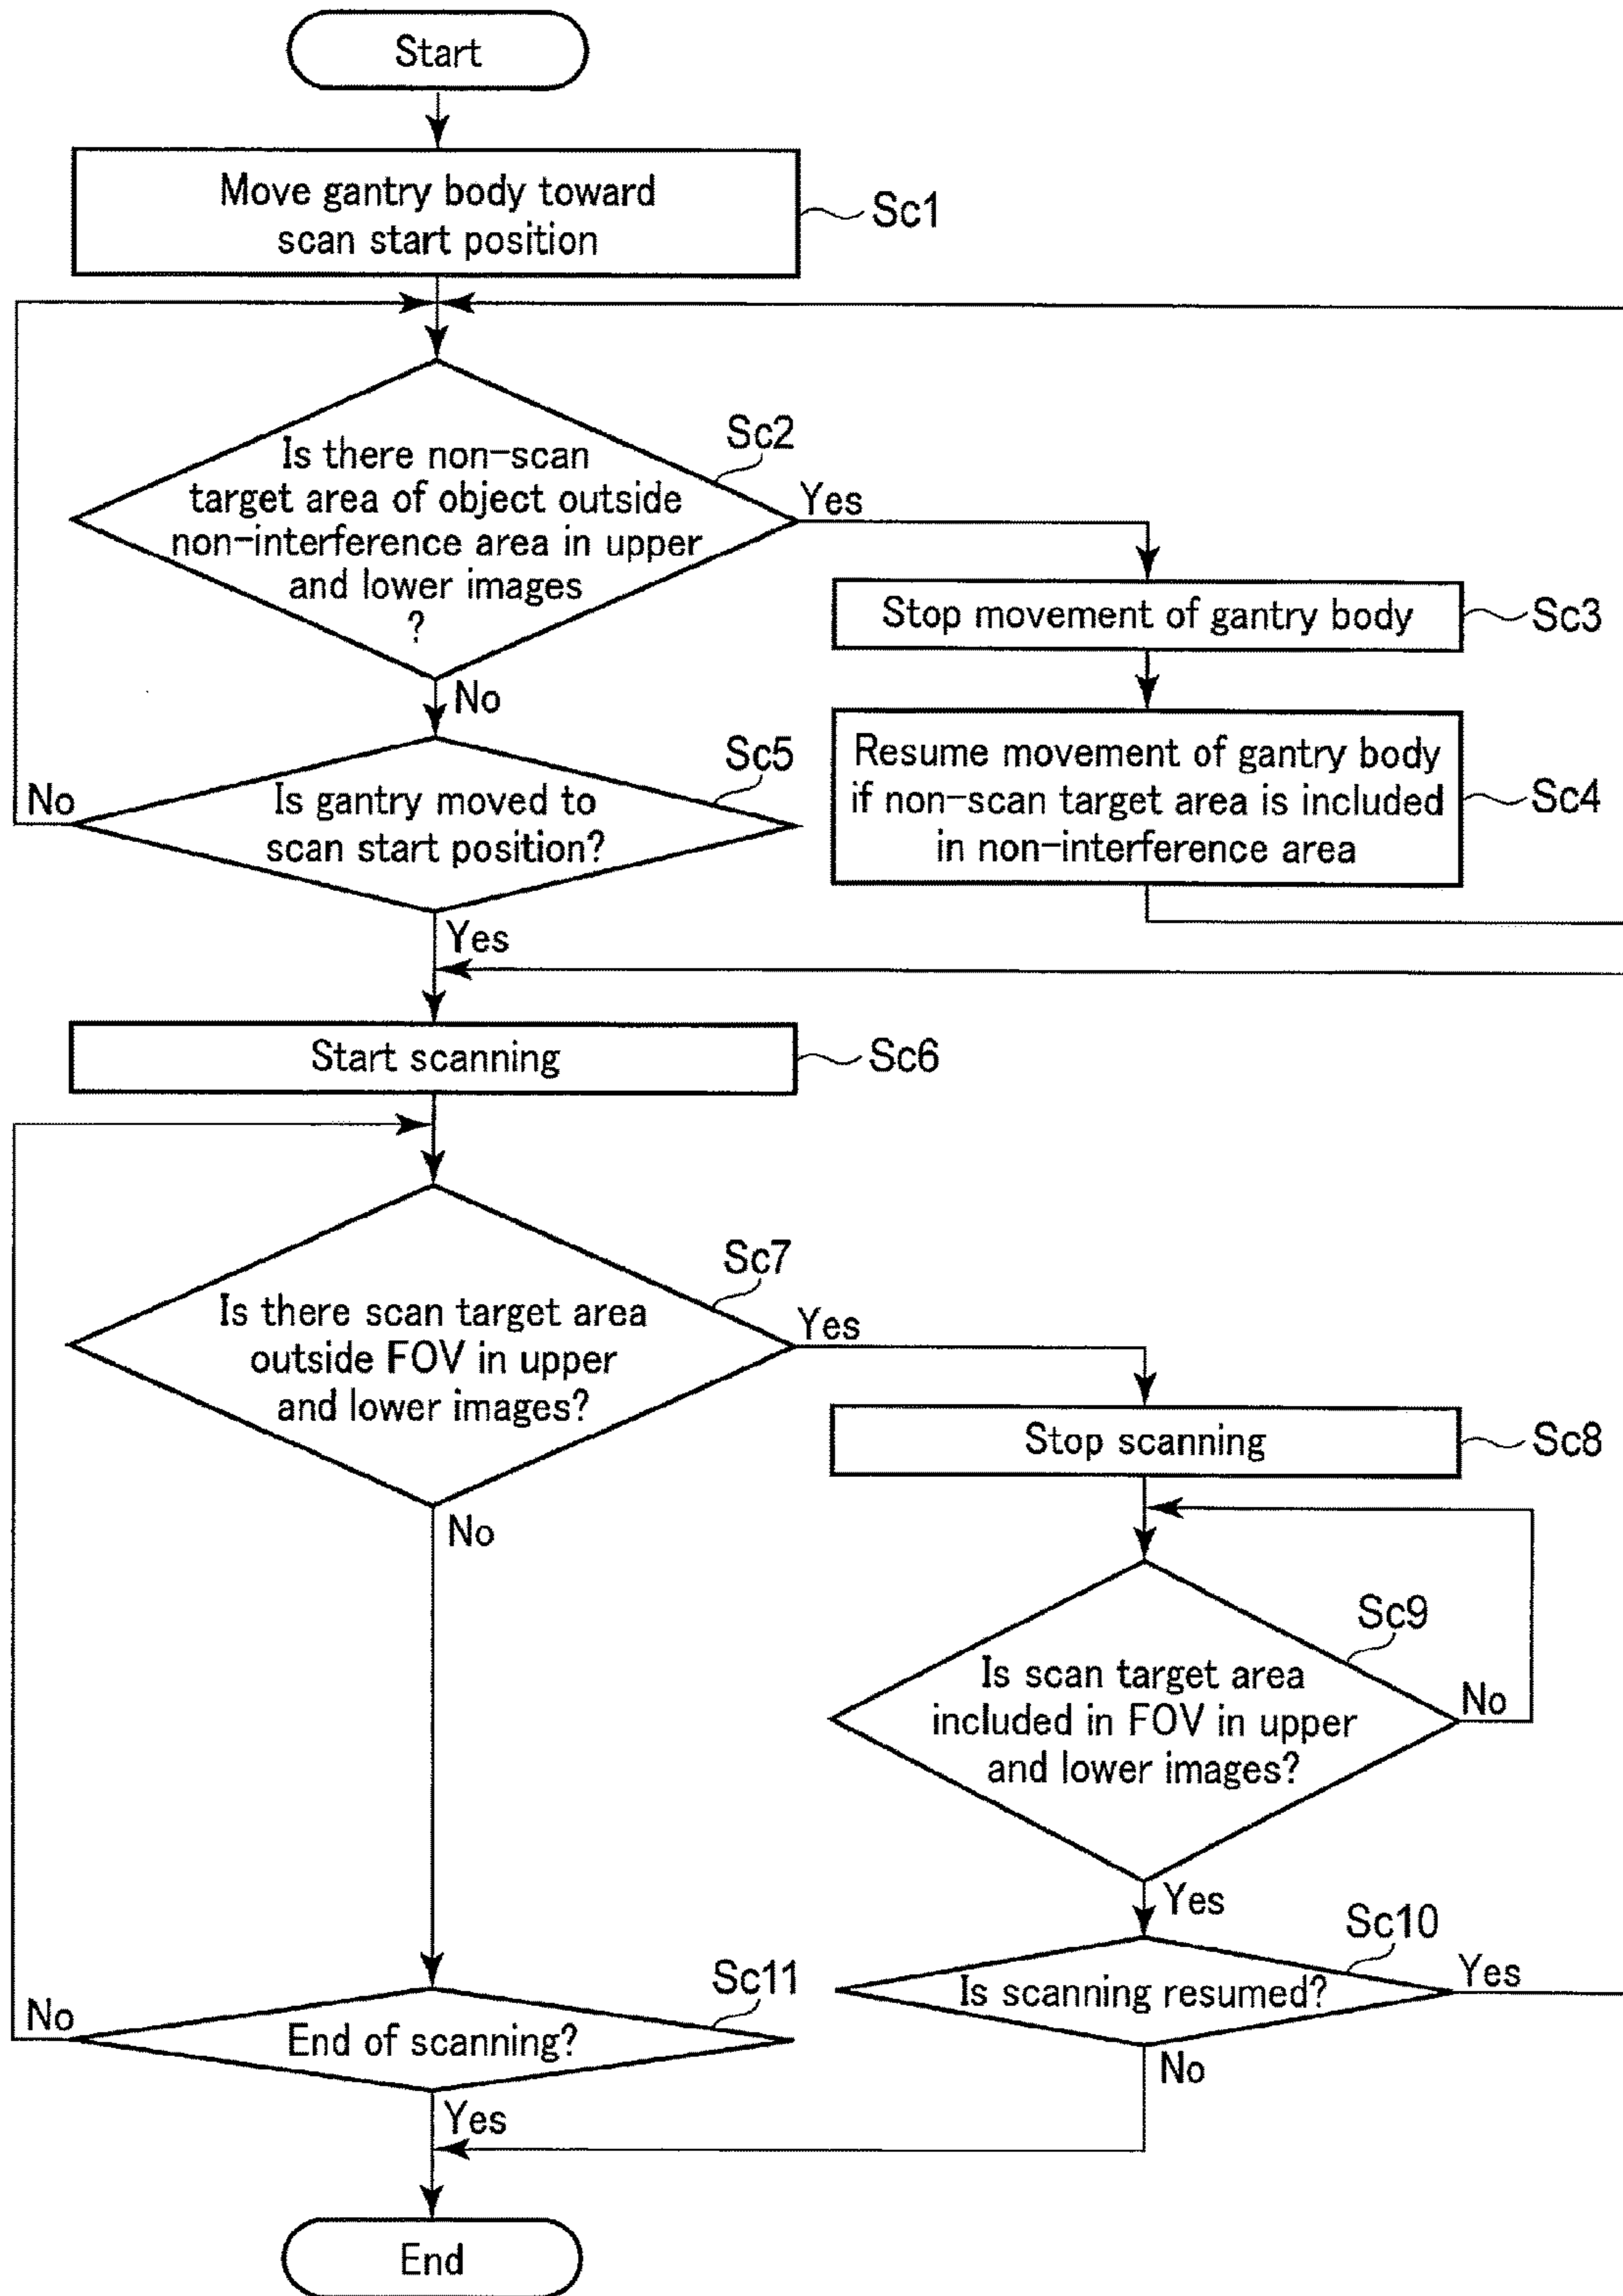 Start
Move gantry body toward
scan start position
Sc1
Is there non-scan
target area of object outside
non-interference area in upper
and lower images
?
Sc2
Yes
No
Stop movement of gantry body
Sc3
Resume movement of gantry body
if non-scan target area is included
in non-interference area
Sc4
Is gantry moved to
scan start position?
Sc5
No
Yes
Start scanning
Sc6
Is there scan target area
outside FOV in upper
and lower images?
Sc7
Yes
No
Stop scanning
Sc8
Is scan target area
included in FOV in upper
and lower images?
Sc9
No
Yes
Is scanning resumed?
Sc10
Yes
No
End of scanning?
Sc11
No
Yes
End